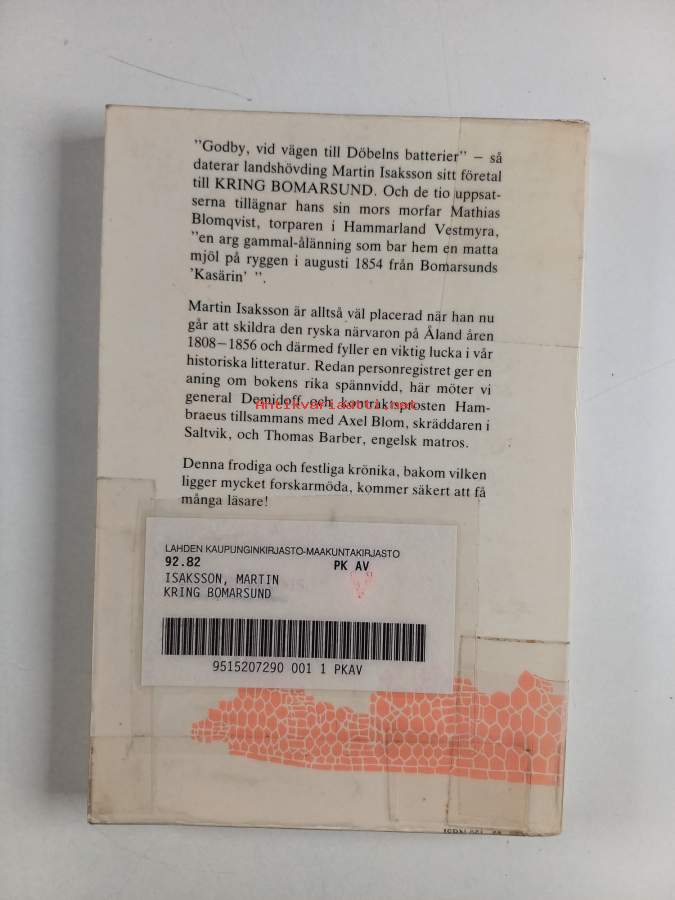 "Godby, vid vägen till Döbelns batterier" – så
daterar landshövding Martin Isaksson sitt företal
till KRING BOMARSUND. Och de tio uppsat-
serna tillägnar hans sin mors morfar Mathias
Blomqvist, torparen i Hammarland Vestmyra,
"en arg gammal-ålänning som bar hem en matta
mjöl på ryggen i augusti 1854 från Bomarsunds
'Kasärin' ".
Martin Isaksson är alltså väl placerad när han nu
går att skildra den ryska närvaron på Åland åren
1808–1856 och därmed fyller en viktig lucka i vår
historiska litteratur. Redan personregistret ger en
aning om bokens rika spännvidd, här möter vi
general Demidoff och kontraktsprosten Ham-
Antikvariaatti.net
braeus tillsammans med Axel Blom, skräddaren i
Saltvik, och Thomas Barber, engelsk matros.
Denna frodiga och festliga krönika, bakom vilken
ligger mycket forskarmöda, kommer säkert att få
många läsare!
LAHDEN KAUPUNGINKIRJASTO-MAAKUNTAKIRJASTO
92.82 PK AV
ISAKSSON, MARTIN
KRING BOMARSUND
9515207290 001 1 PKAV
ISBN